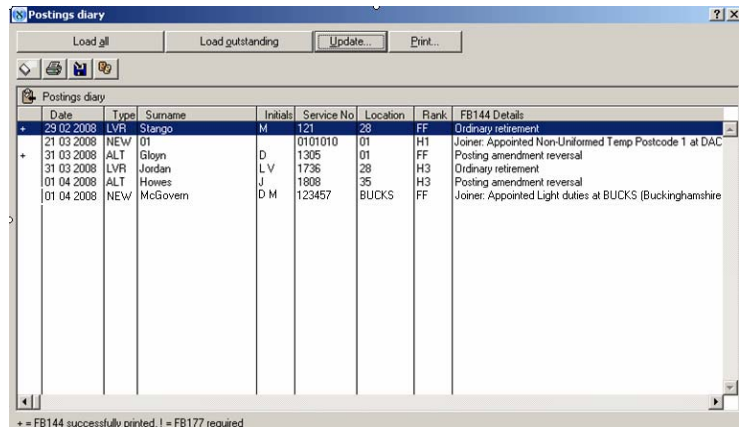 Postings diary
Load all Load outstanding Update... Print...
Postings diary
Date Type Surname Initials Service No Location Rank FB144 Details
+ 29 02 2008 LVR Stango M 121 28 FF Ordinary retirement
21 03 2008 NEW 01 0101010 01 H1 Joiner: Appointed Non-Uniformed Temp Postcode 1 at DAC
+ 31 03 2008 ALT Gloyn D 1305 01 FF Posting amendment reversal
31 03 2008 LVR Jordan L V 1736 28 H3 Ordinary retirement
01 04 2008 ALT Howes J 1808 35 H3 Posting amendment reversal
01 04 2008 NEW McGovern D M 123457 BUCKS FF Joiner: Appointed Light duties at BUCKS (Buckinghamshire
+ = FB144 successfully printed, ! = FB177 required